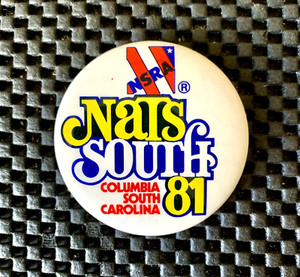 NSRA
®
NATS
SOUTH
COLUMBIA
SOUTH
CAROLINA
81